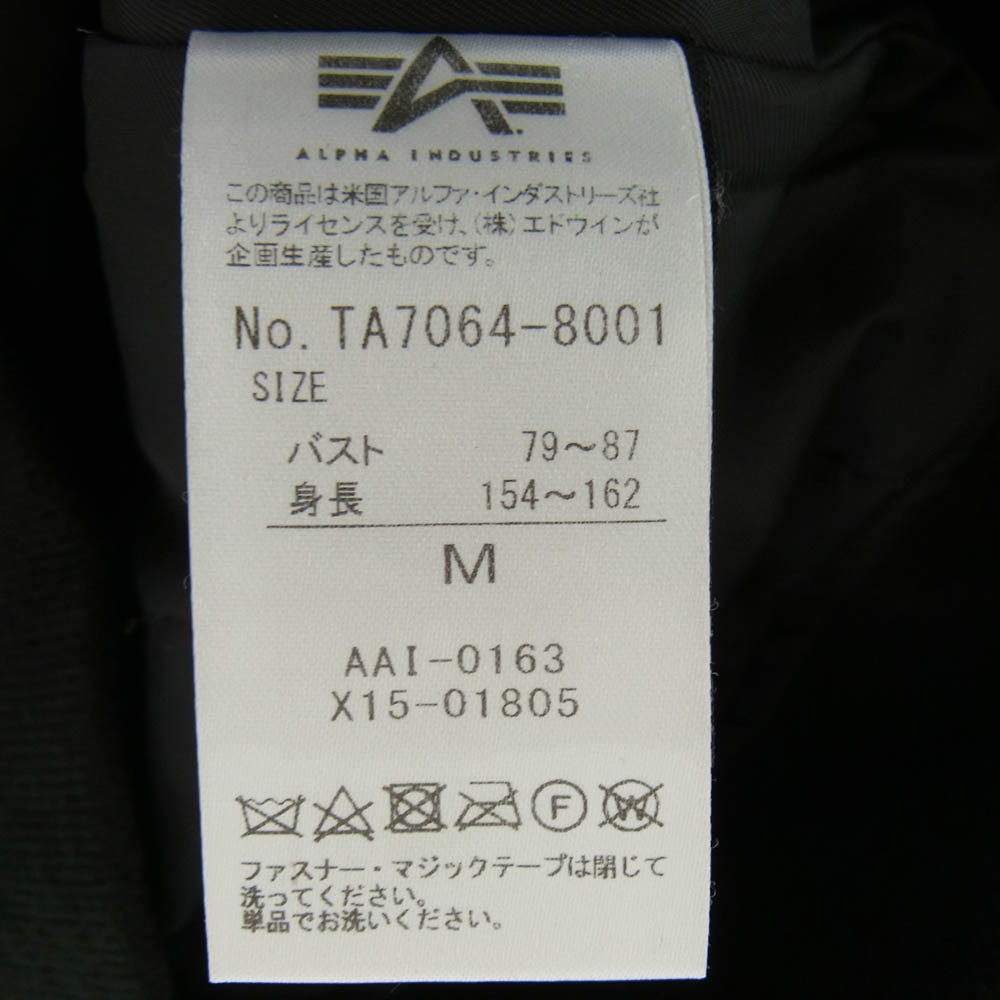 ALPHA INDUSTRIES
この商品は米国アルファ・インダストリーズ社
よりライセンスを受け、(株)エドウインが
企画生産したものです。
No. TA7064-8001
SIZE
バスト 79～87
身長 154～162
M
AAI-0163
X15-01805
F W
ファスナー・マジックテープは閉じて
洗ってください。
単品でお洗いください。